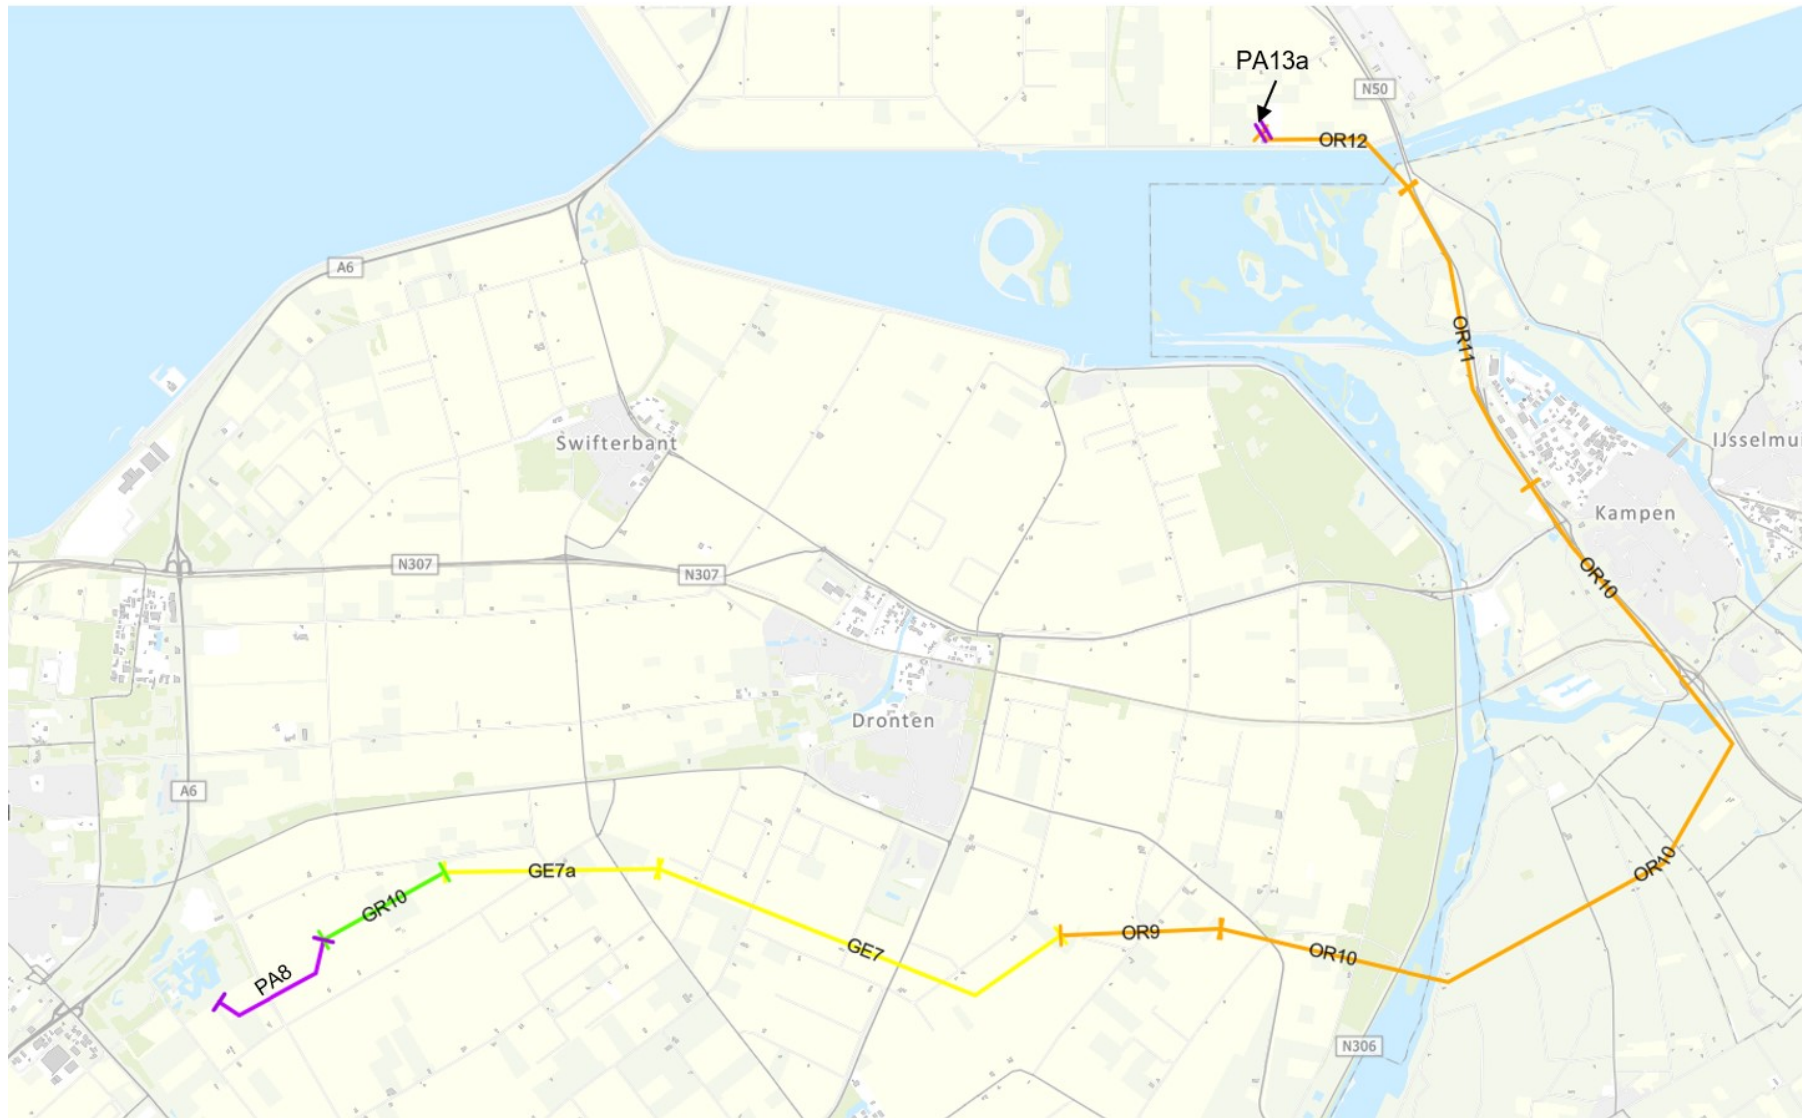 PA13a
N50
OR12
A6
OR11
Swifterbant
IJsselmui
Kampen
N307
N307
OR10
Dronten
A6
GE7a
OR10
GR10
OR9
GE7
OR10
PA8
N306